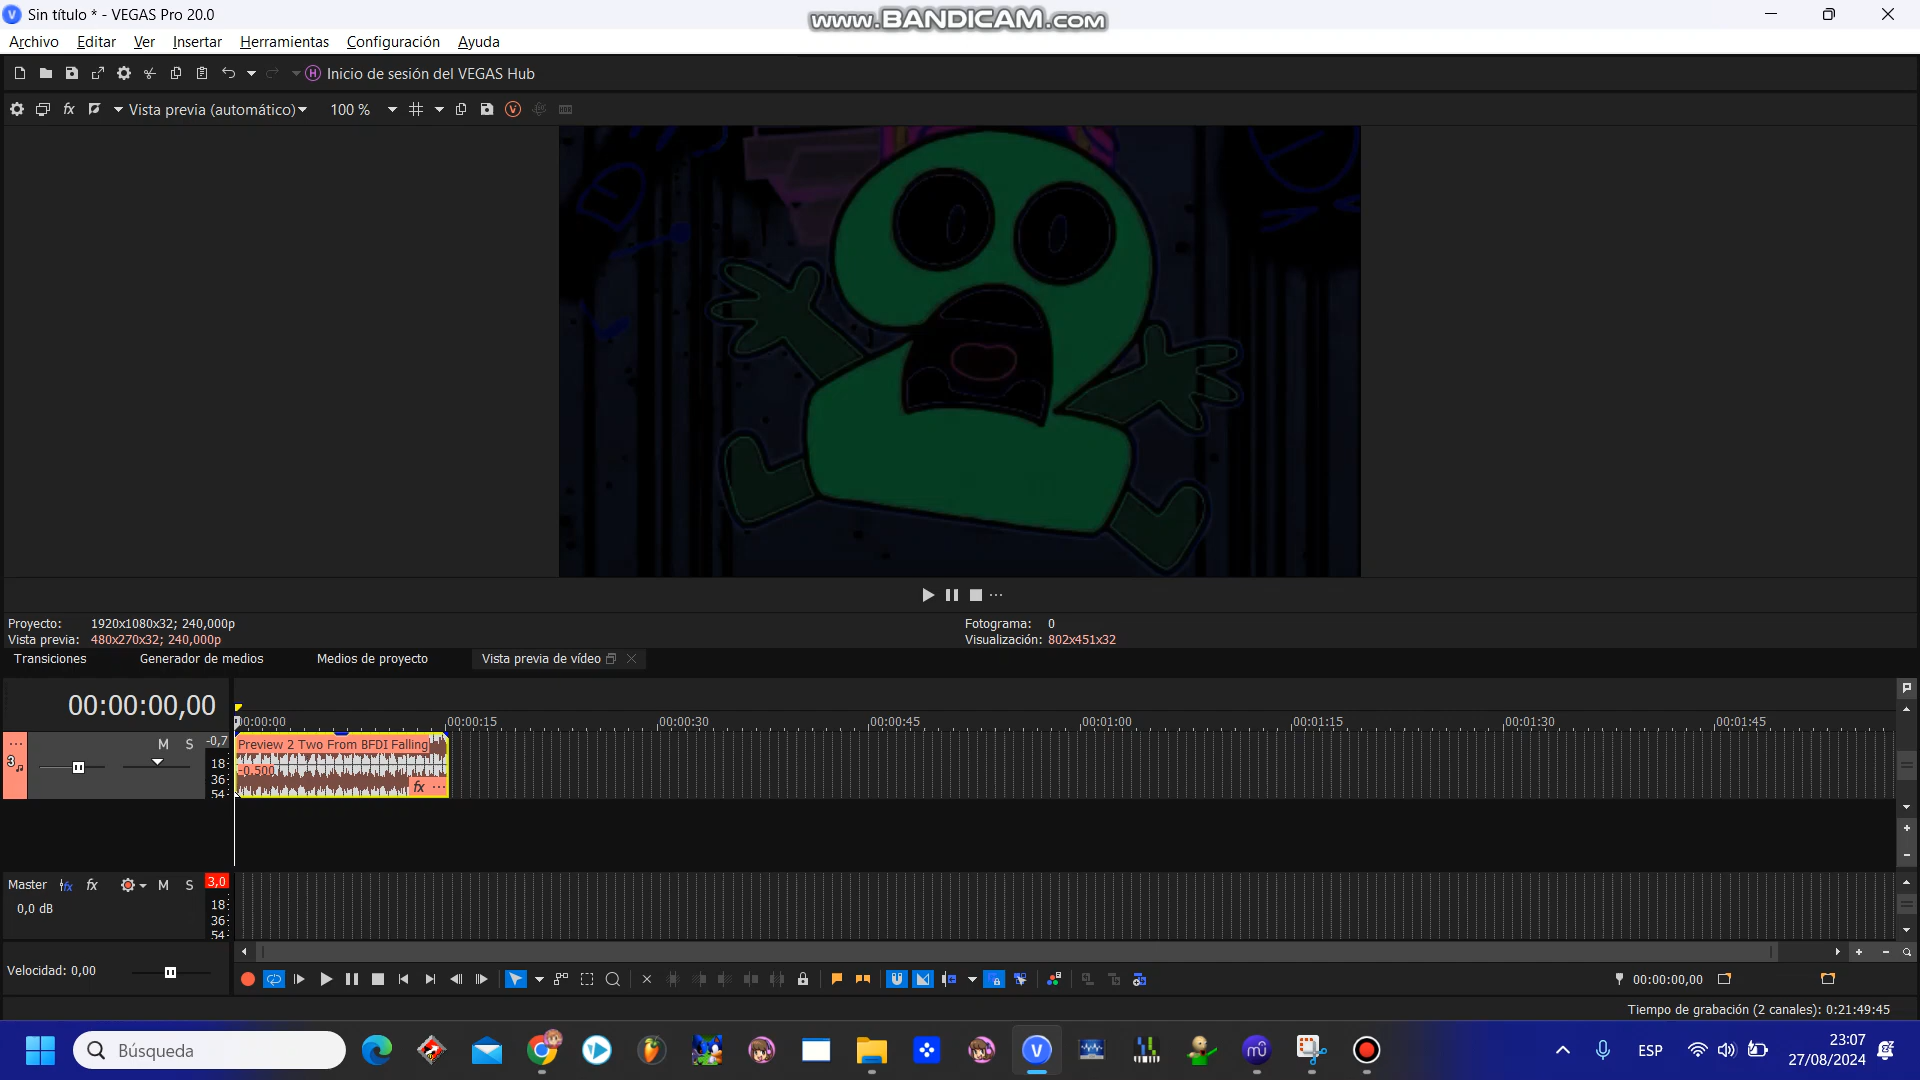 Sin título * - VEGAS Pro 20.0
www.BANDICAM.com
Archivo Editar Ver Insertar Herramientas Configuración Ayuda
Inicio de sesión del VEGAS Hub
Vista previa (automático) 100 %
Proyecto: 1920x1080x32; 240,000p
Vista previa: 480x270x32; 240,000p
Fotograma: 0
Visualización: 802x451x32
Transiciones Generador de medios Medios de proyecto Vista previa de vídeo
00:00:00,00
00:00:00 00:00:15 00:00:30 00:00:45 00:01:00 00:01:15 00:01:30 00:01:45
3 M S -0,7
18
36
54
Preview 2 Two From BFDI Falling
-0.500
fx
Master fx fx M S 3,0
0,0 dB
18
36
54
Velocidad: 0,00
00:00:00,00
Tiempo de grabación (2 canales): 0:21:49:45
Búsqueda
ESP
23:07
27/08/2024